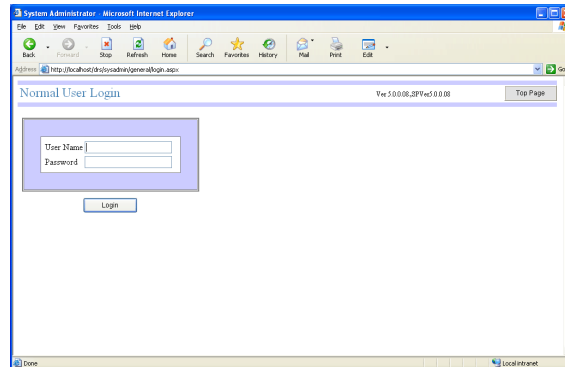 System Administrator - Microsoft Internet Explorer
File Edit View Favorites Tools Help
Back Forward Stop Refresh Home Search Favorites History Mail Print Edit
Address http://localhost/drs/sysadmin/general/login.aspx Go
Normal User Login Ver 5.0.0.08,,SPVer5.0.0.08 Top Page
User Name
Password
Login
Done Local intranet